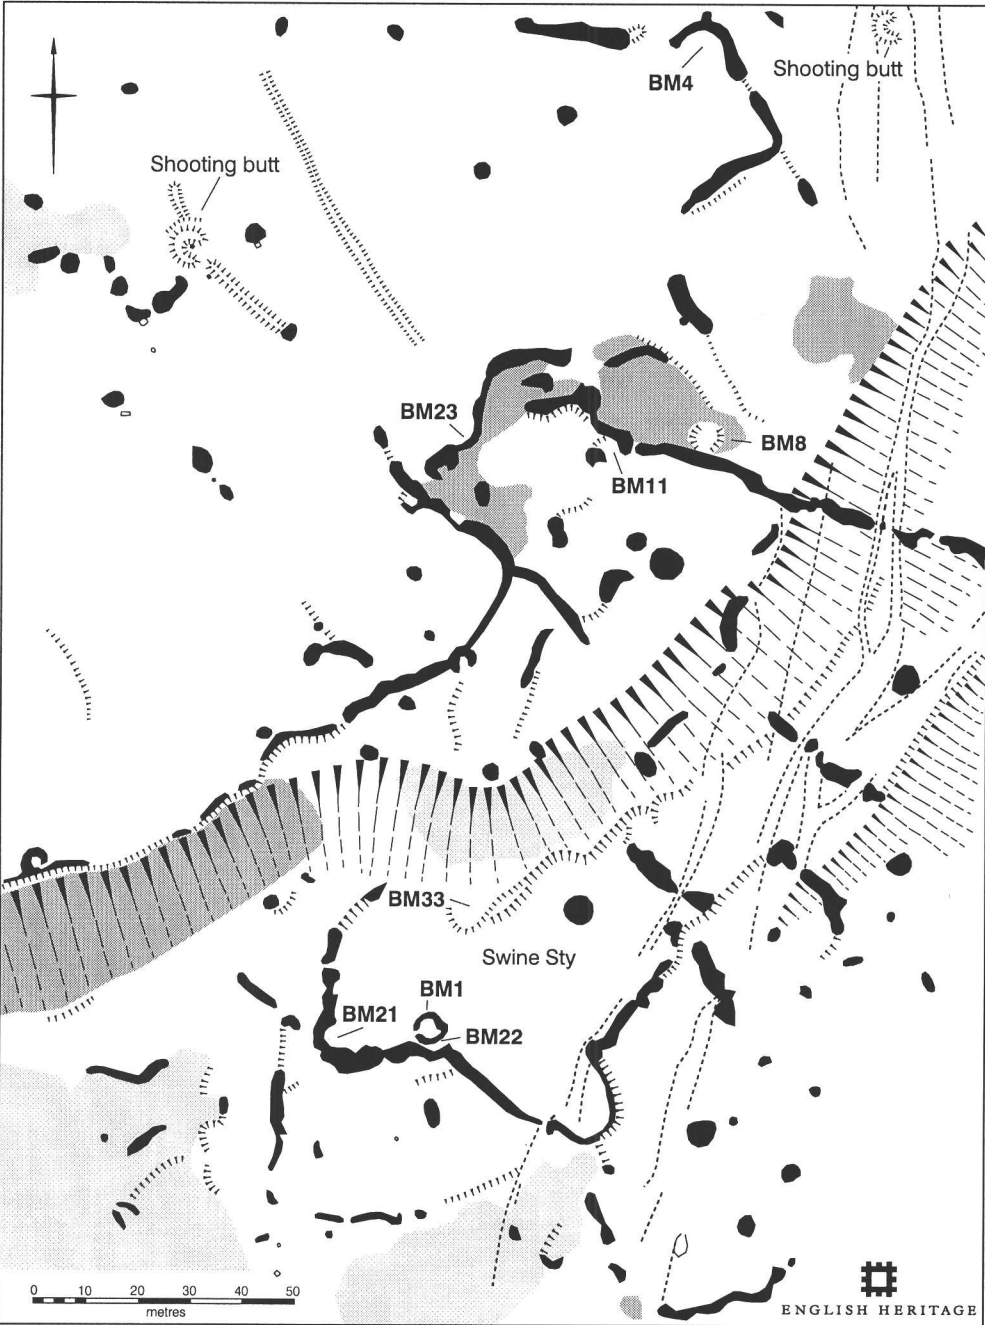 BM4
Shooting butt
Shooting butt
BM23
BM8
BM11
BM33
Swine Sty
BM1
BM21
BM22
0 10 20 30 40 50
metres
ENGLISH HERITAGE